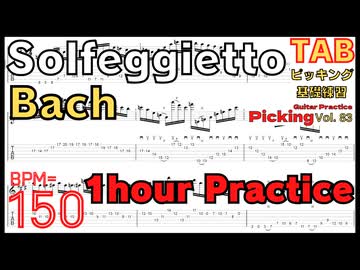 Solfeggietto
TAB
ピッキング
基礎練習
Guitar Practice
Bach
Picking Vol. 83
BPM=
150
1hour Practice